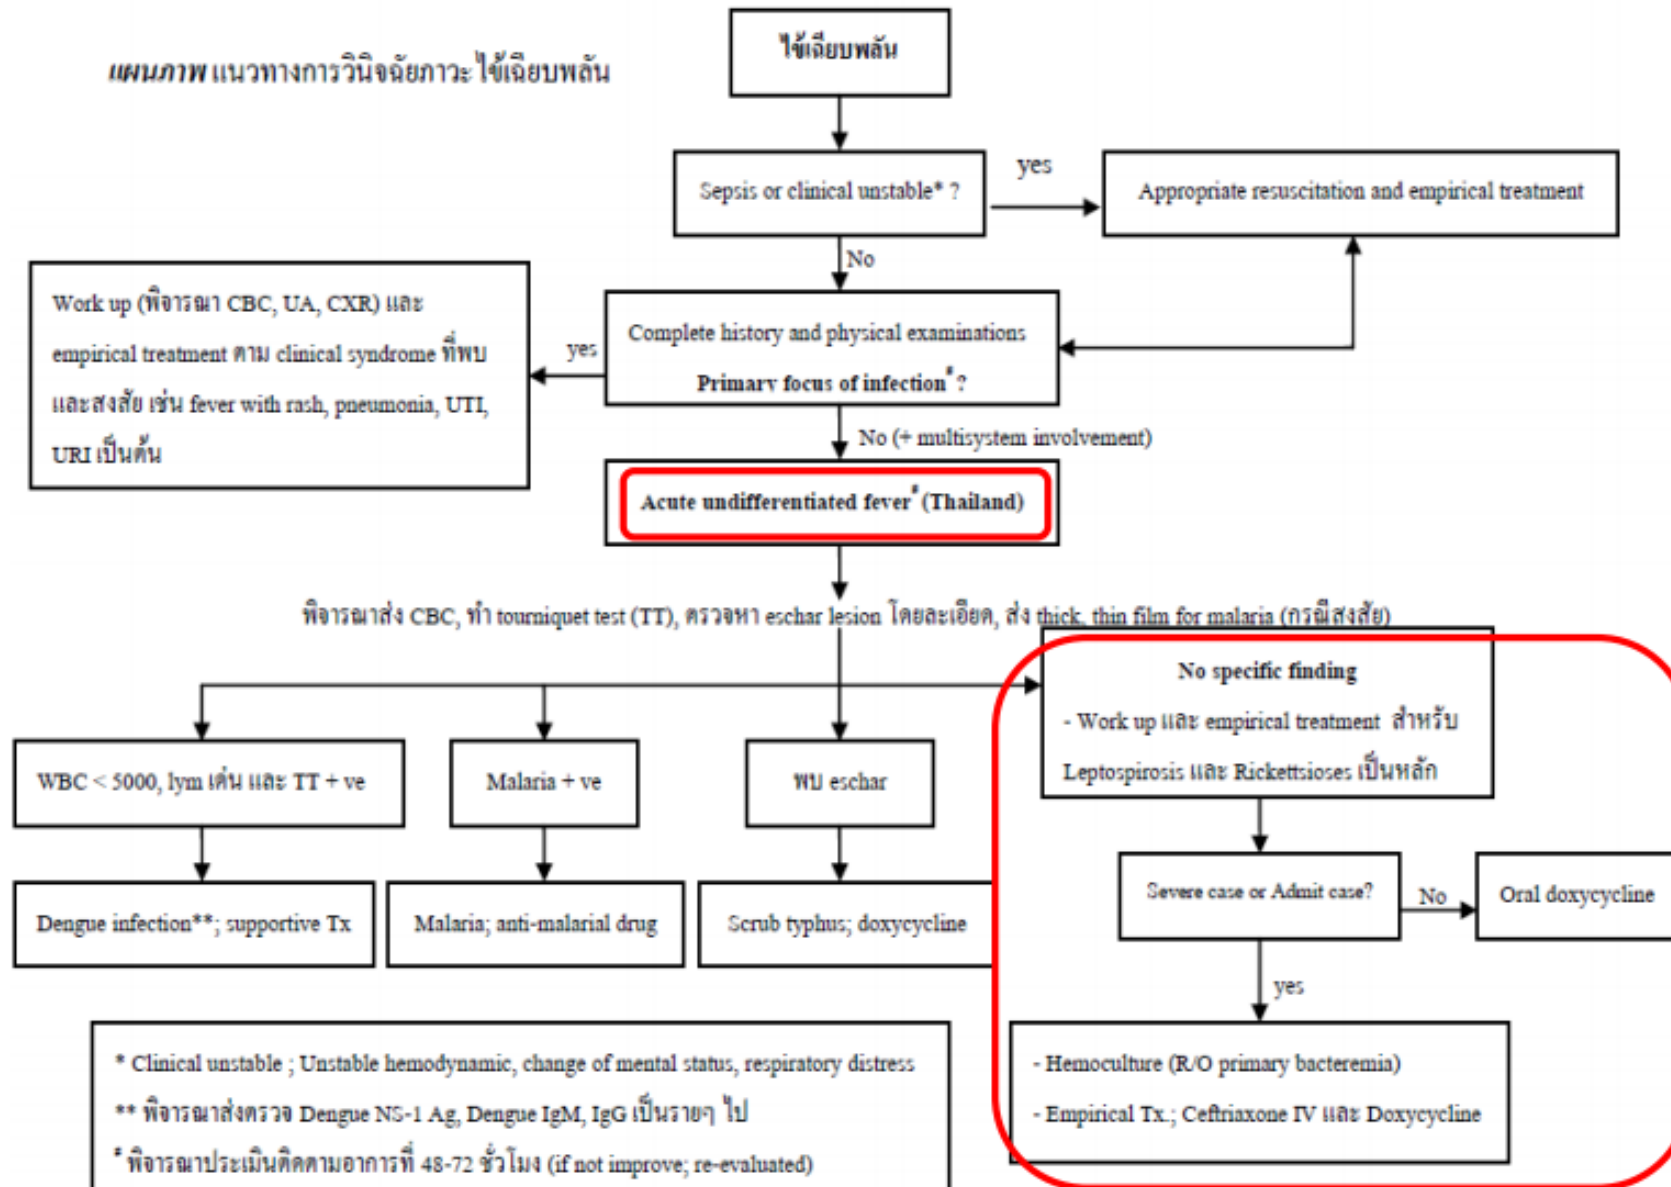 แผนภาพ แนวทางการวินิจฉัยภาวะ ไข้เฉียบพลัน
ไข้เฉียบพลัน
Sepsis or clinical unstable* ?
yes
Appropriate resuscitation and empirical treatment
No
Work up (พิจารณา CBC, UA, CXR) และ
empirical treatment ตาม clinical syndrome ที่พบ
และสงสัย เช่น fever with rash, pneumonia, UTI,
URI เป็นต้น
yes
Complete history and physical examinations
Primary focus of infection# ?
No (+ multisystem involvement)
Acute undifferentiated fever# (Thailand)
พิจารณาส่ง CBC, ทำ tourniquet test (TT), ตรวจหา eschar lesion โดยละเอียด, ส่ง thick, thin film for malaria (กรณีสงสัย)
WBC < 5000, lym เด่น และ TT + ve
Malaria + ve
พบ eschar
No specific finding
- Work up และ empirical treatment สำหรับ
Leptospirosis และ Rickettsioses เป็นหลัก
Dengue infection**; supportive Tx
Malaria; anti-malarial drug
Scrub typhus; doxycycline
Severe case or Admit case?
No
Oral doxycycline
yes
- Hemoculture (R/O primary bacteremia)
- Empirical Tx.; Ceftriaxone IV และ Doxycycline
* Clinical unstable ; Unstable hemodynamic, change of mental status, respiratory distress
** พิจารณาส่งตรวจ Dengue NS-1 Ag, Dengue IgM, IgG เป็นรายๆ ไป
# พิจารณาประเมินติดตามอาการที่ 48-72 ชั่วโมง (if not improve; re-evaluated)